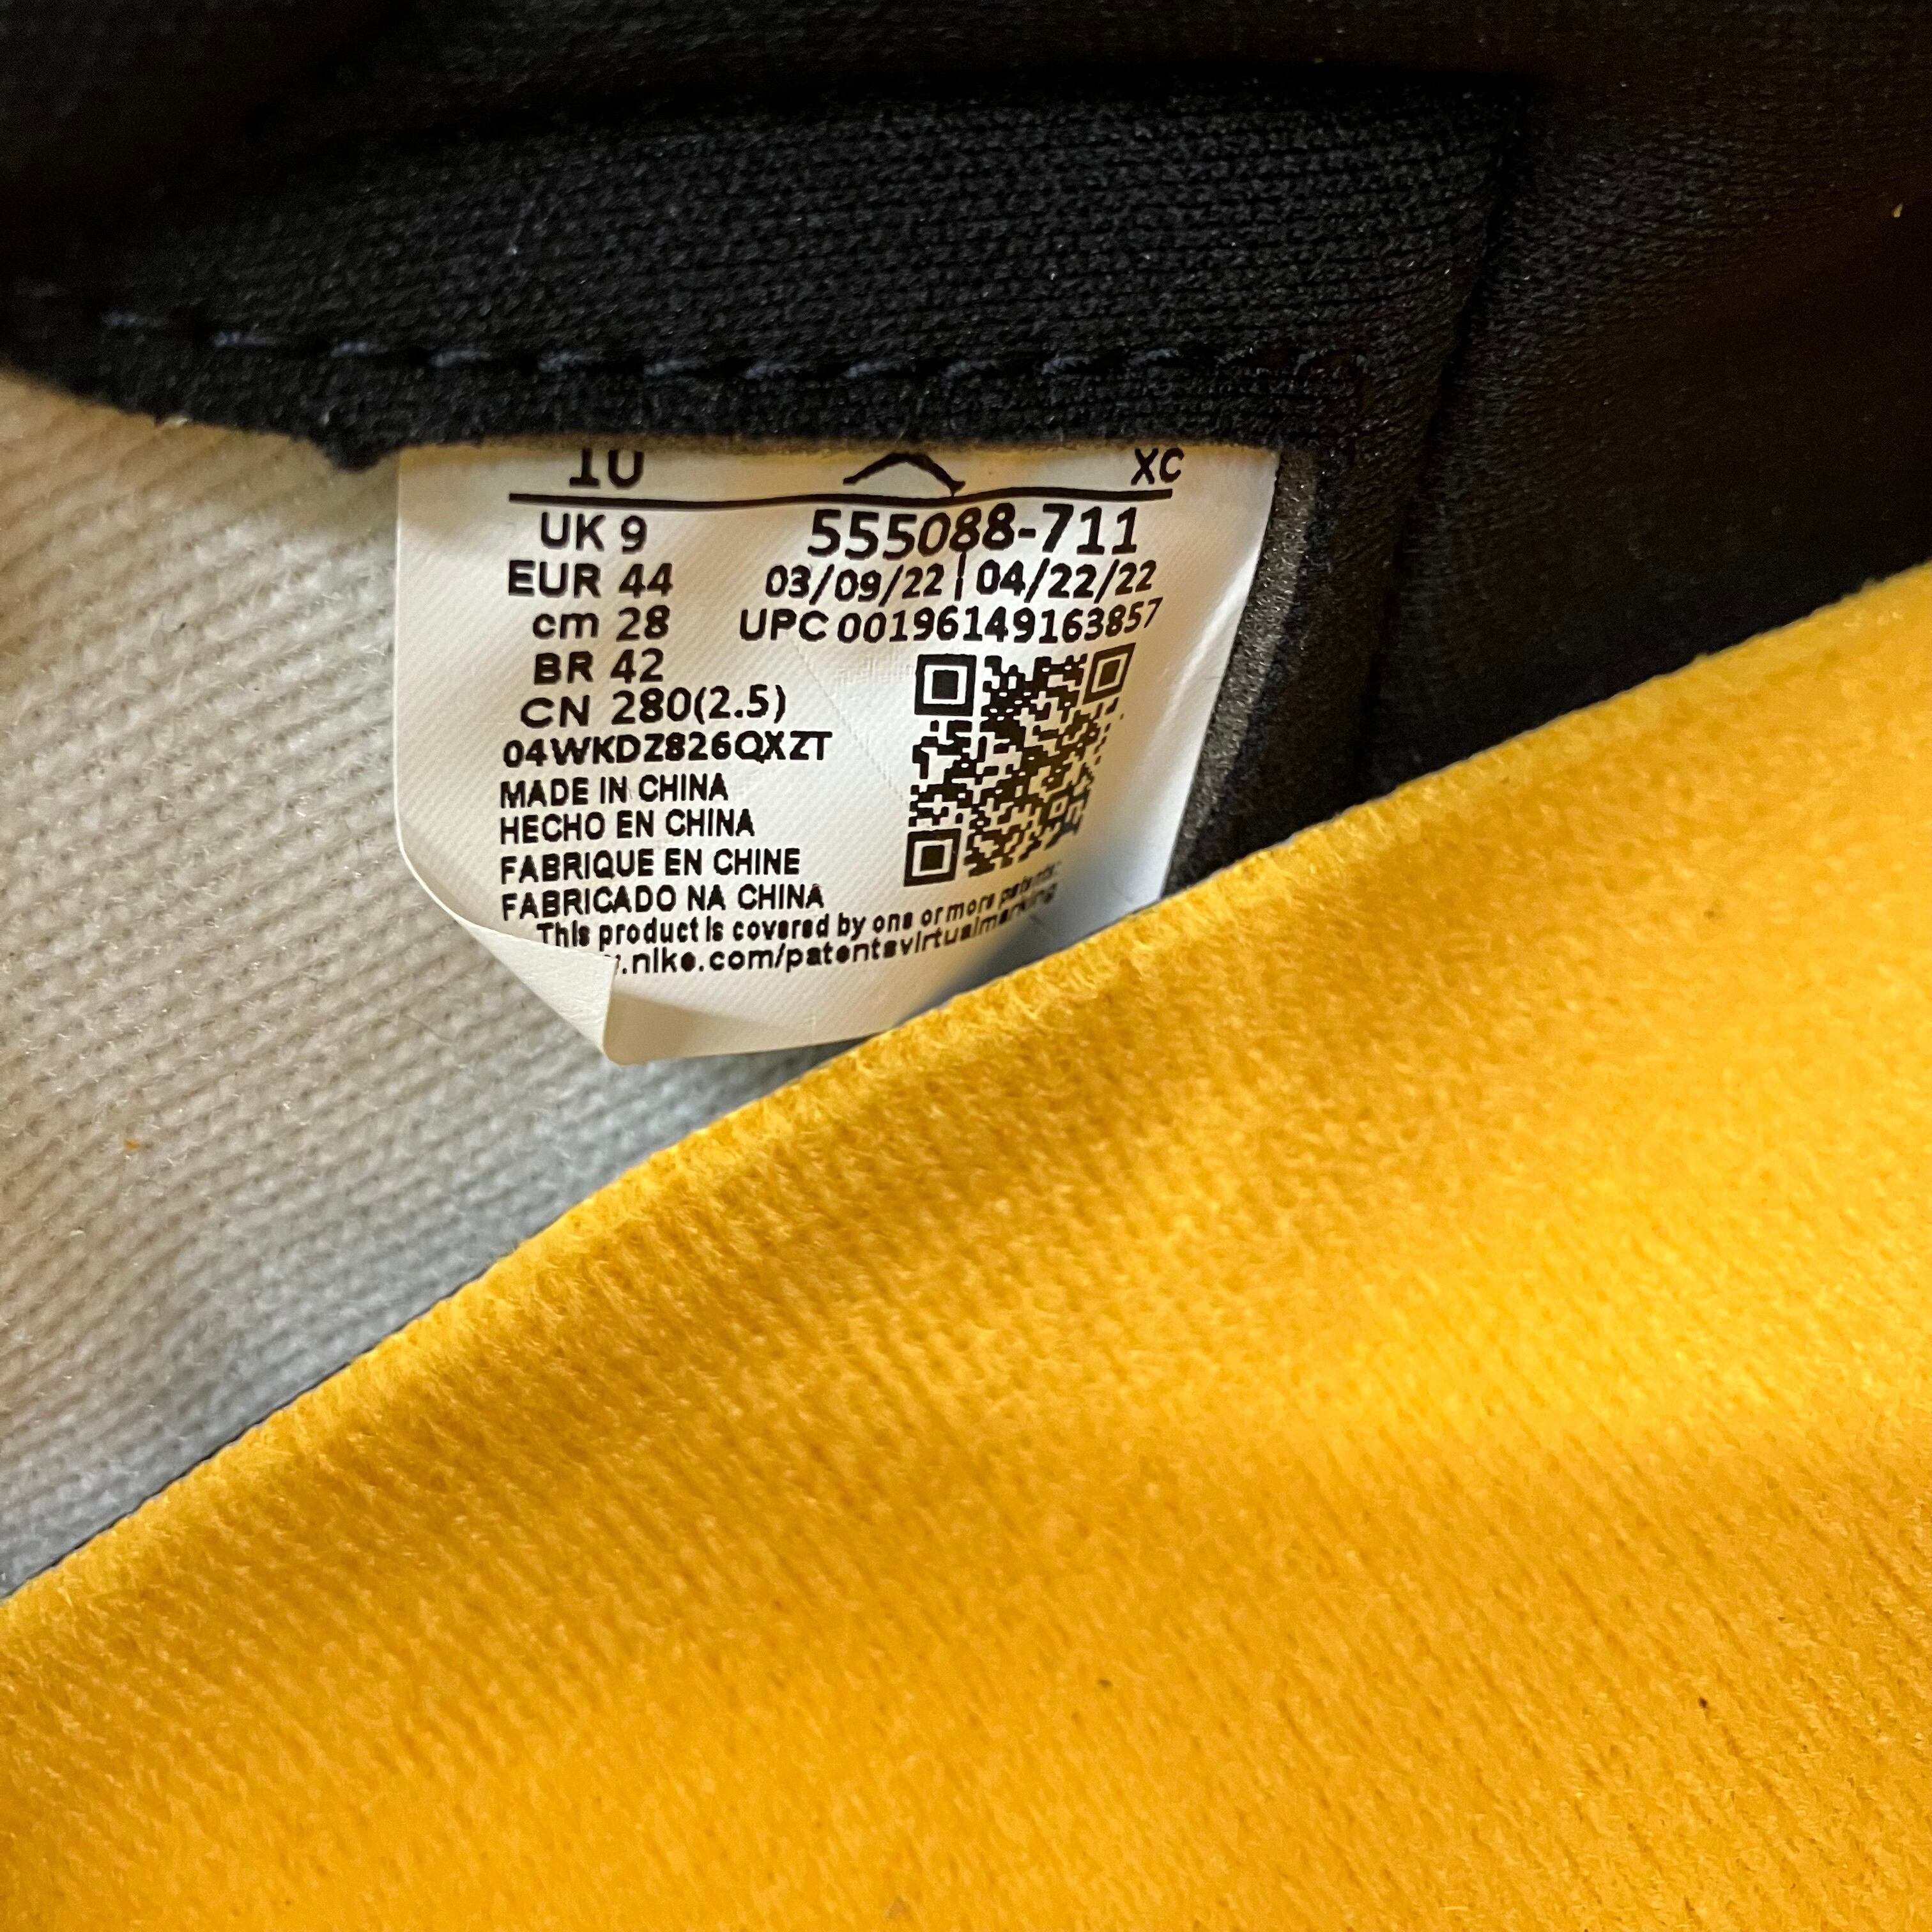 10 XC
UK 9 555088-711
EUR 44 03/09/22 | 04/22/22
cm 28 UPC 00196149163857
BR 42
CN 280(2.5)
04WKDZ826QXZT
MADE IN CHINA
HECHO EN CHINA
FABRIQUE EN CHINE
FABRICADO NA CHINA
This product is covered by one or more patents:
.nike.com/patentsvirtualmarking